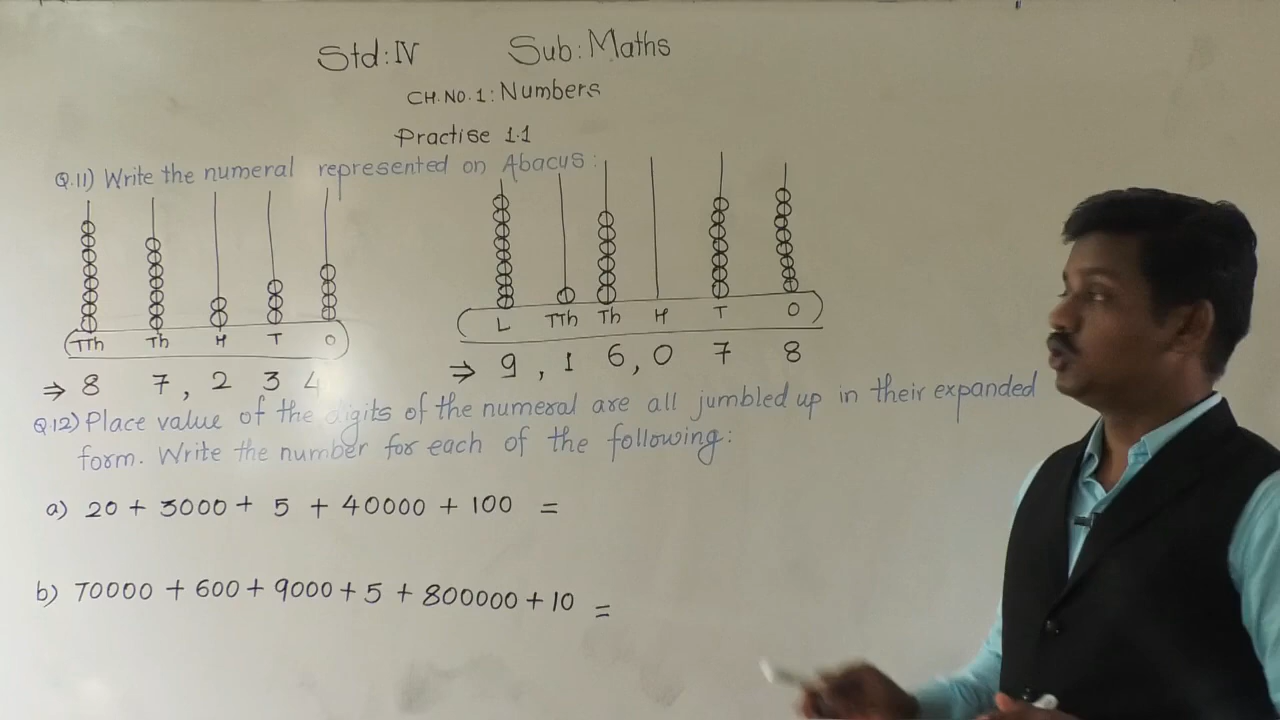 Std: IV Sub: Maths
CH. NO. 1: Numbers
Practise 1.1
Q.11) Write the numeral represented on Abacus:
TTh Th H T O
L TTh Th H T O
⇒ 8 7, 2 3 4
⇒ 9, 1 6, 0 7 8
Q.12) Place value of the digits of the numeral are all jumbled up in their expanded
form. Write the number for each of the following:
a) 20 + 3000 + 5 + 40000 + 100 =
b) 70000 + 600 + 9000 + 5 + 800000 + 10 =